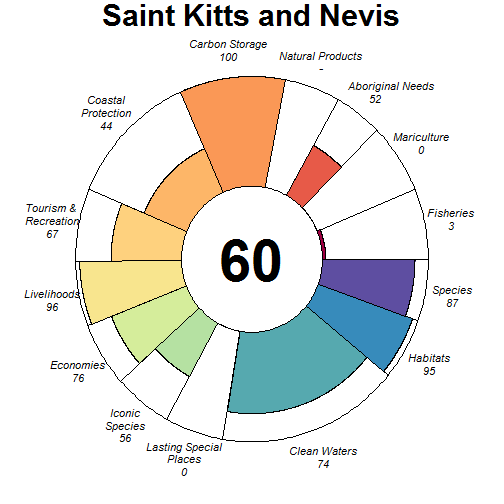 Saint Kitts and Nevis
Carbon Storage
100
Natural Products
-
Aboriginal Needs
52
Mariculture
0
Fisheries
3
Species
87
Habitats
95
Clean Waters
74
Lasting Special
Places
0
Iconic
Species
56
Economies
76
Livelihoods
96
Tourism &
Recreation
67
Coastal
Protection
44
60